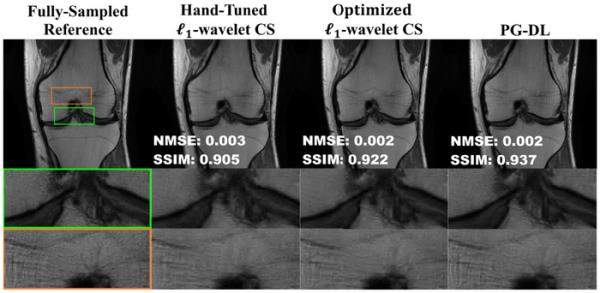 Fully-Sampled
Reference
Hand-Tuned
ℓ₁-wavelet CS
Optimized
ℓ₁-wavelet CS
PG-DL
NMSE: 0.003
SSIM: 0.905
NMSE: 0.002
SSIM: 0.922
NMSE: 0.002
SSIM: 0.937